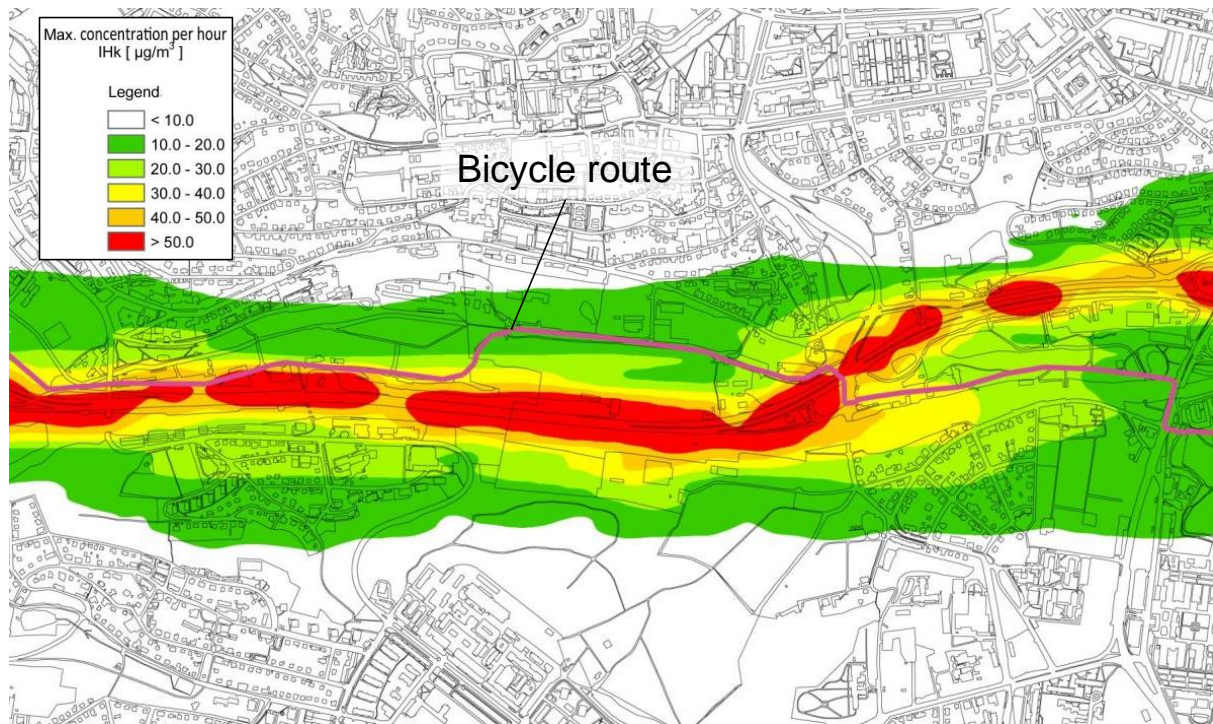 Max. concentration per hour
IHk [ µg/m³ ]
Legend
< 10.0
10.0 - 20.0
20.0 - 30.0
30.0 - 40.0
40.0 - 50.0
> 50.0
Bicycle route